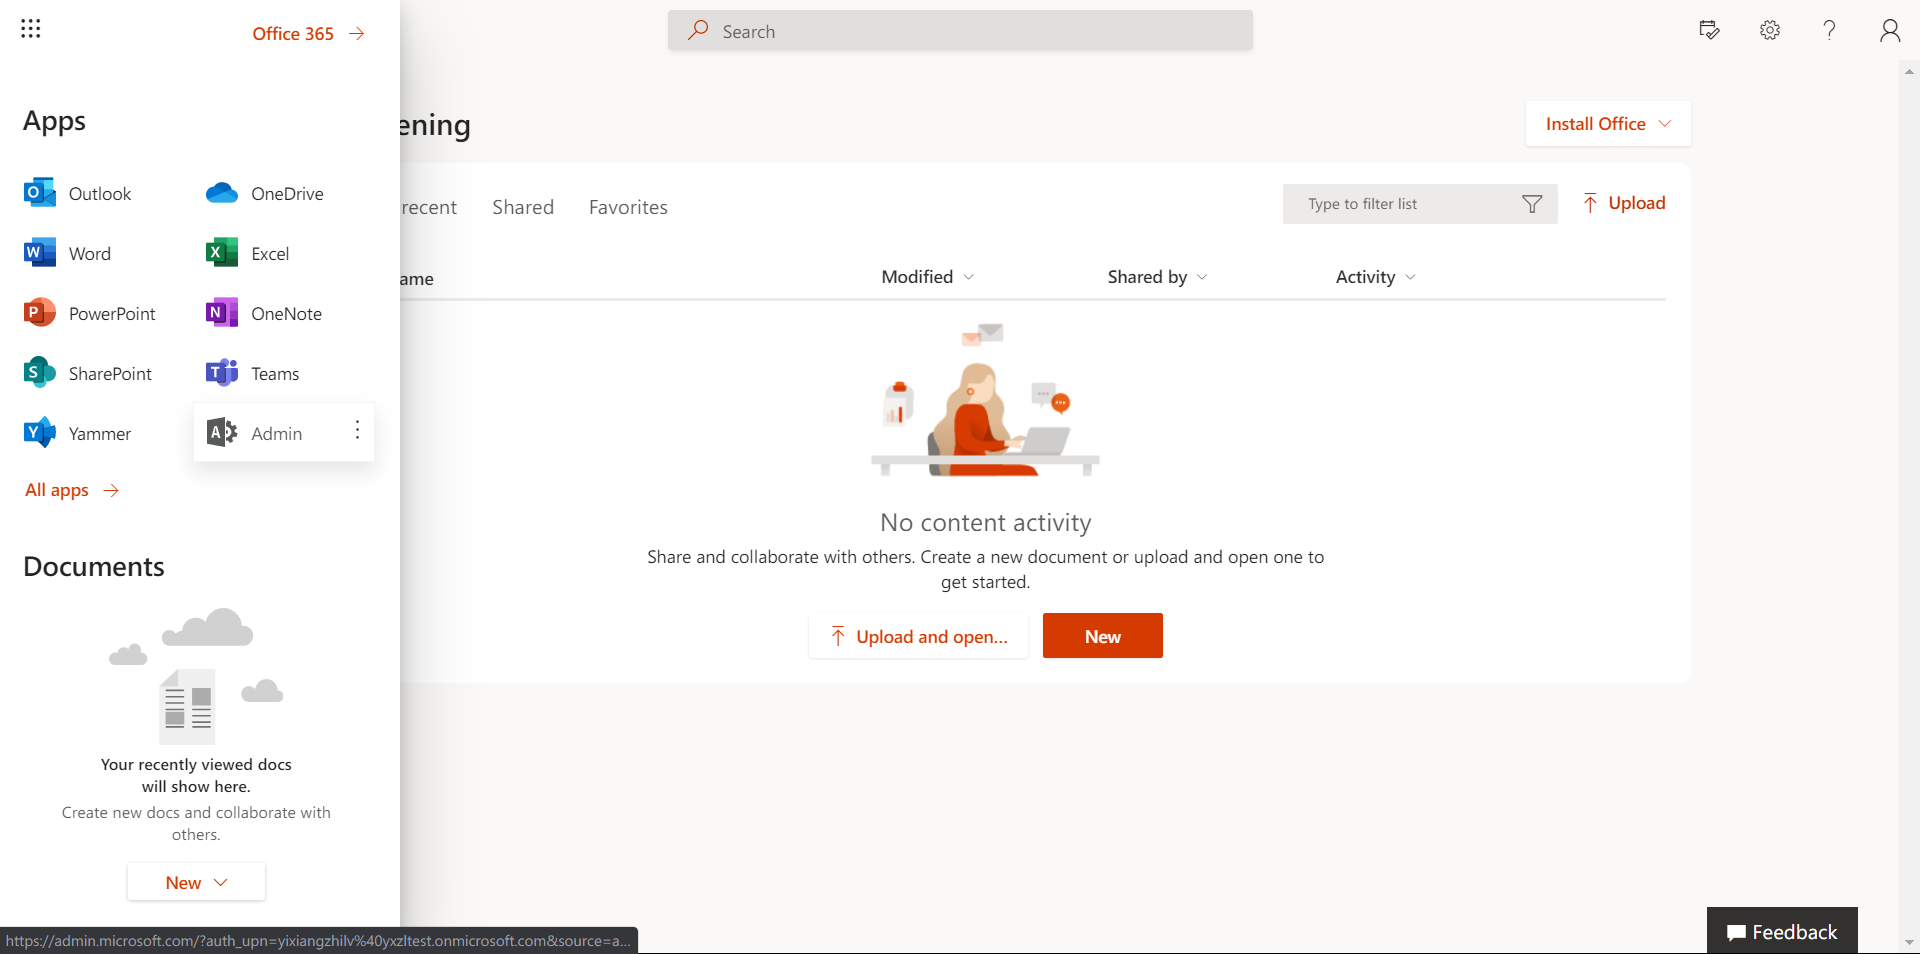 Office 365
Search
Apps
ening
Install Office
Outlook
OneDrive
recent
Shared
Favorites
Type to filter list
Upload
Word
Excel
ame
Modified
Shared by
Activity
PowerPoint
OneNote
SharePoint
Teams
Yammer
Admin
All apps
No content activity
Share and collaborate with others. Create a new document or upload and open one to
get started.
Upload and open...
New
Documents
Your recently viewed docs
will show here.
Create new docs and collaborate with
others.
New
Feedback
https://admin.microsoft.com/?auth_upn=yixiangzhilv%40yxzltest.onmicrosoft.com&source=a...